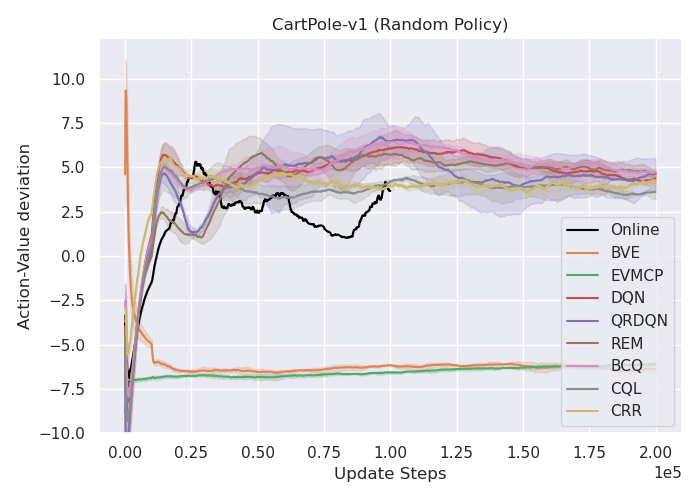 CartPole-v1 (Random Policy)
Action-Value deviation
10.0
7.5
5.0
2.5
0.0
−2.5
−5.0
−7.5
−10.0
Online
BVE
EVMCP
DQN
QRDQN
REM
BCQ
CQL
CRR
0.00 0.25 0.50 0.75 1.00 1.25 1.50 1.75 2.00
1e5
Update Steps